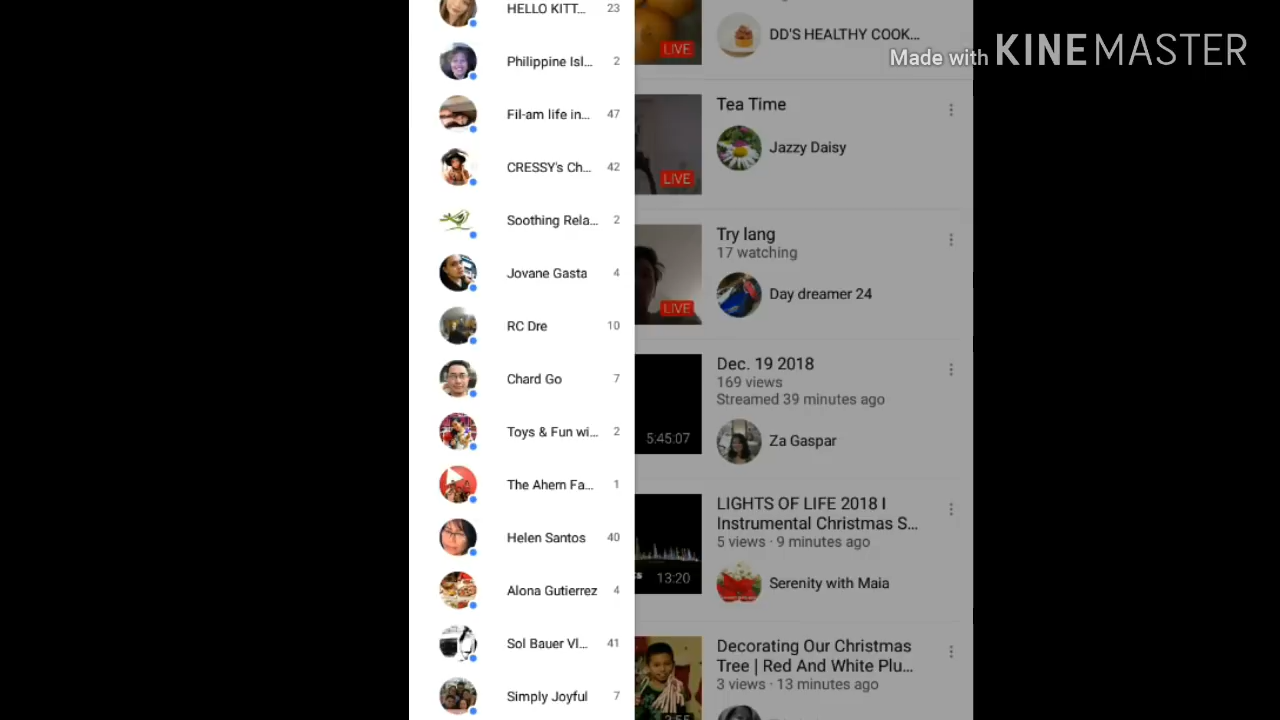 HELLO KITT... 23
Philippine Isl... 2
Fil-am life in... 47
CRESSY's Ch... 42
Soothing Rela... 2
Jovane Gasta 4
RC Dre 10
Chard Go 7
Toys & Fun wi... 2
The Ahern Fa... 1
Helen Santos 40
Alona Gutierrez 4
Sol Bauer Vl... 41
Simply Joyful 7
LIVE
DD'S HEALTHY COOK...
Made with KINEMASTER
Tea Time
Jazzy Daisy
LIVE
Try lang
17 watching
Day dreamer 24
LIVE
Dec. 19 2018
169 views
Streamed 39 minutes ago
5:45:07
Za Gaspar
LIGHTS OF LIFE 2018 I
Instrumental Christmas S...
5 views · 9 minutes ago
13:20
Serenity with Maia
Decorating Our Christmas
Tree | Red And White Plu...
3 views · 13 minutes ago